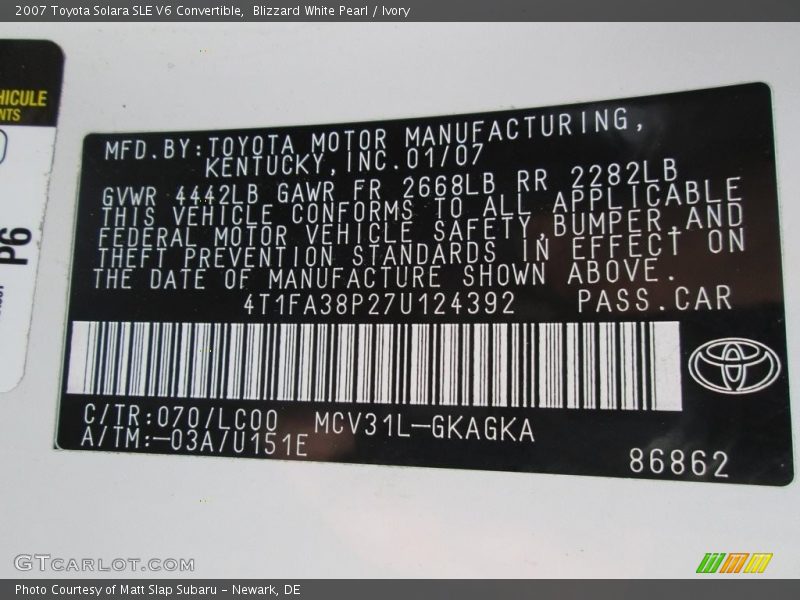 2007 Toyota Solara SLE V6 Convertible,  Blizzard White Pearl / Ivory
HICULE
NTS
P6
MFD.BY:TOYOTA MOTOR MANUFACTURING,
KENTUCKY,INC.01/07
GVWR 4442LB GAWR FR 2668LB RR 2282LB
THIS VEHICLE CONFORMS TO ALL APPLICABLE
FEDERAL MOTOR VEHICLE SAFETY,BUMPER,AND
THEFT PREVENTION STANDARDS IN EFFECT ON
THE DATE OF MANUFACTURE SHOWN ABOVE.
4T1FA38P27U124392 PASS.CAR
C/TR:070/LC00 MCV31L-GKAGKA
A/TM:-03A/U151E
86862
GTCARLOT.COM
Photo Courtesy of Matt Slap Subaru - Newark, DE